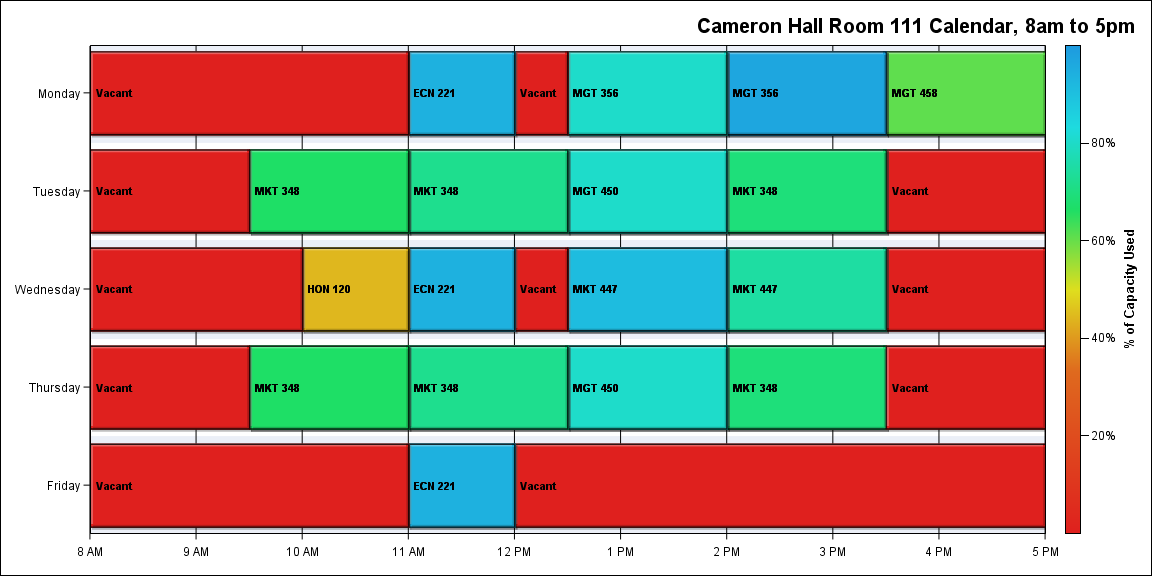 Cameron Hall Room 111 Calendar, 8am to 5pm
Monday
Vacant
ECN 221
Vacant
MGT 356
MGT 356
MGT 458
80%
Tuesday
Vacant
MKT 348
MKT 348
MGT 450
MKT 348
Vacant
60%
% of Capacity Used
Wednesday
Vacant
HON 120
ECN 221
Vacant
MKT 447
MKT 447
Vacant
40%
Thursday
Vacant
MKT 348
MKT 348
MGT 450
MKT 348
Vacant
20%
Friday
Vacant
ECN 221
Vacant
8 AM
9 AM
10 AM
11 AM
12 PM
1 PM
2 PM
3 PM
4 PM
5 PM